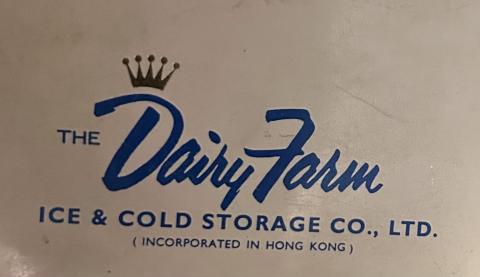 THE Dairy Farm
ICE & COLD STORAGE CO., LTD.
( INCORPORATED IN HONG KONG )